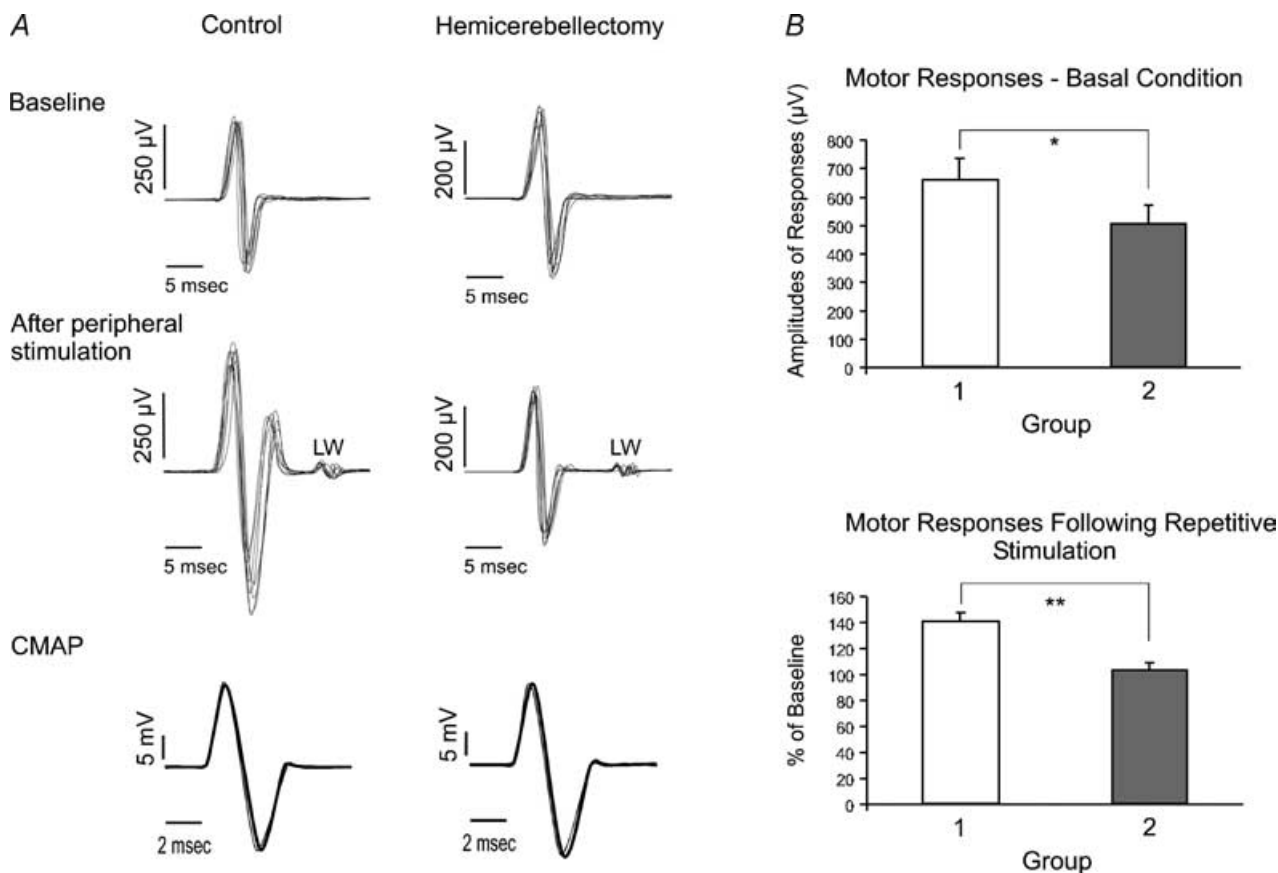 A
Control
Hemicerebellectomy
Baseline
250 µV
200 µV
5 msec
5 msec
After peripheral
stimulation
250 µV
200 µV
LW
LW
5 msec
5 msec
CMAP
5 mV
5 mV
2 msec
2 msec
B
Motor Responses - Basal Condition
Amplitudes of Responses (µV)
800
700
600
500
400
300
200
100
0
*
1
2
Group
Motor Responses Following Repetitive
Stimulation
% of Baseline
160
140
120
100
80
60
40
20
0
**
1
2
Group